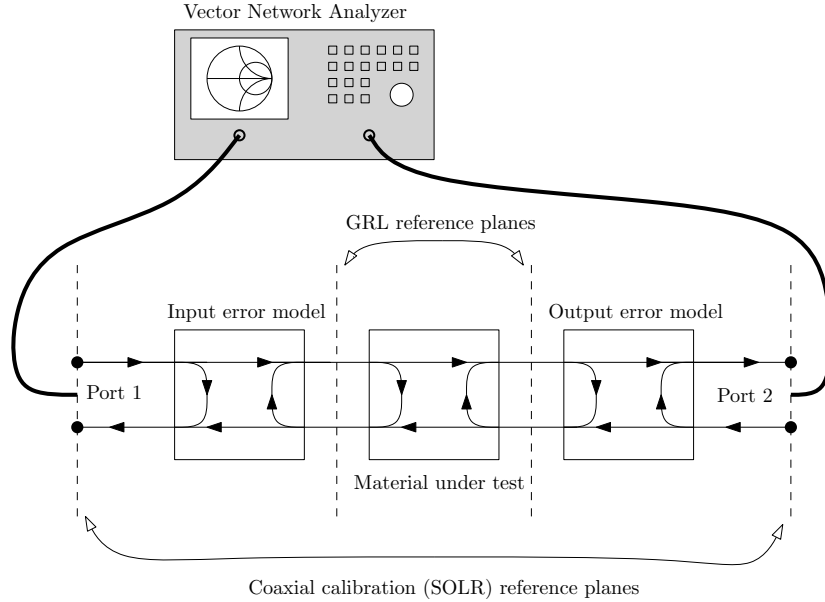 Vector Network Analyzer
GRL reference planes
Input error model
Output error model
Port 1
Port 2
Material under test
Coaxial calibration (SOLR) reference planes